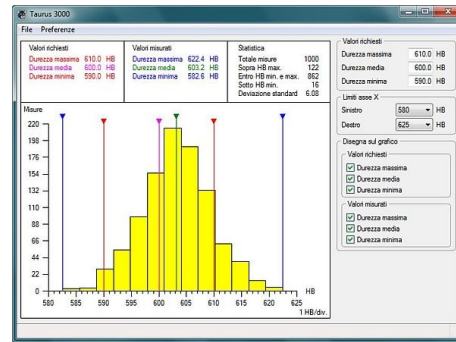 Taurus 3000
File Preferenze
Valori richiesti
Durezza massima 610.0 HB
Durezza media 600.0 HB
Durezza minima 590.0 HB
Valori misurati
Durezza massima 622.4 HB
Durezza media 603.2 HB
Durezza minima 582.6 HB
Statistica
Totale misure 1000
Sopra HB max. 122
Entro HB min. e max. 862
Sotto HB min. 16
Deviazione standard 6.08
Misure
220
198
176
154
132
110
88
66
44
22
0
580 585 590 595 600 605 610 615 620 625
HB
1 HB/div.
Valori richiesti
Durezza massima 610.0 HB
Durezza media 600.0 HB
Durezza minima 590.0 HB
Limiti asse X
Sinistro 580 HB
Destro 625 HB
Disegna sul grafico
Valori richiesti
Durezza massima
Durezza media
Durezza minima
Valori misurati
Durezza massima
Durezza media
Durezza minima